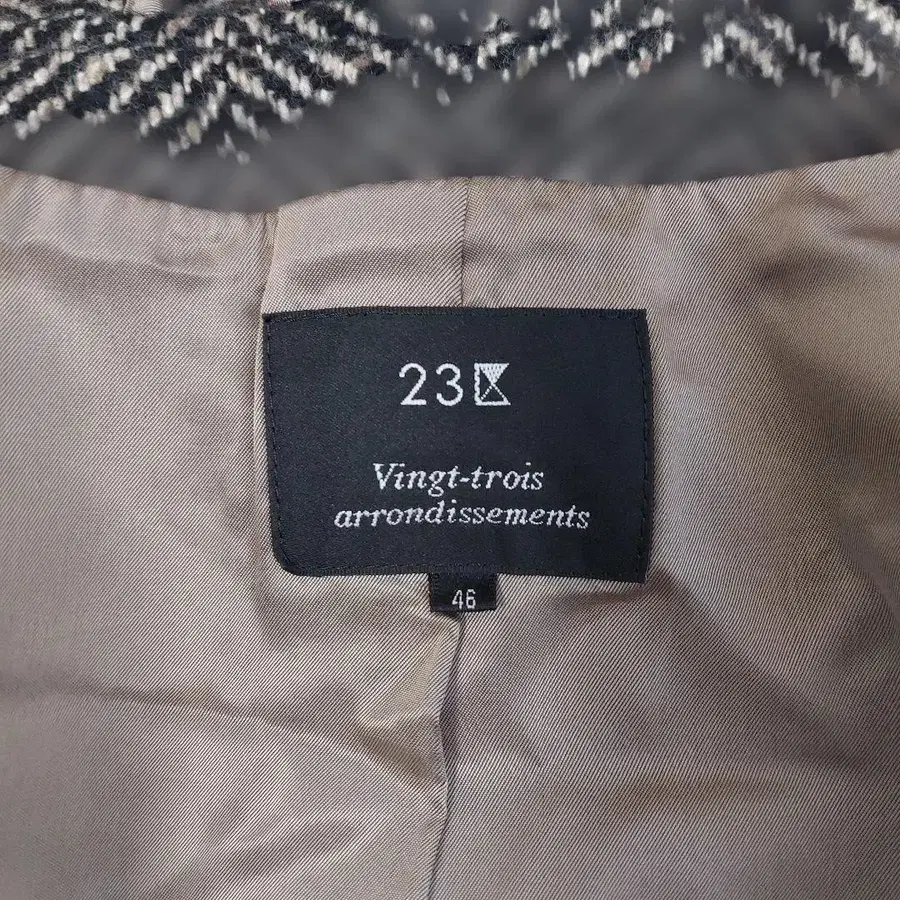 23区
Vingt-trois
arrondissements
46